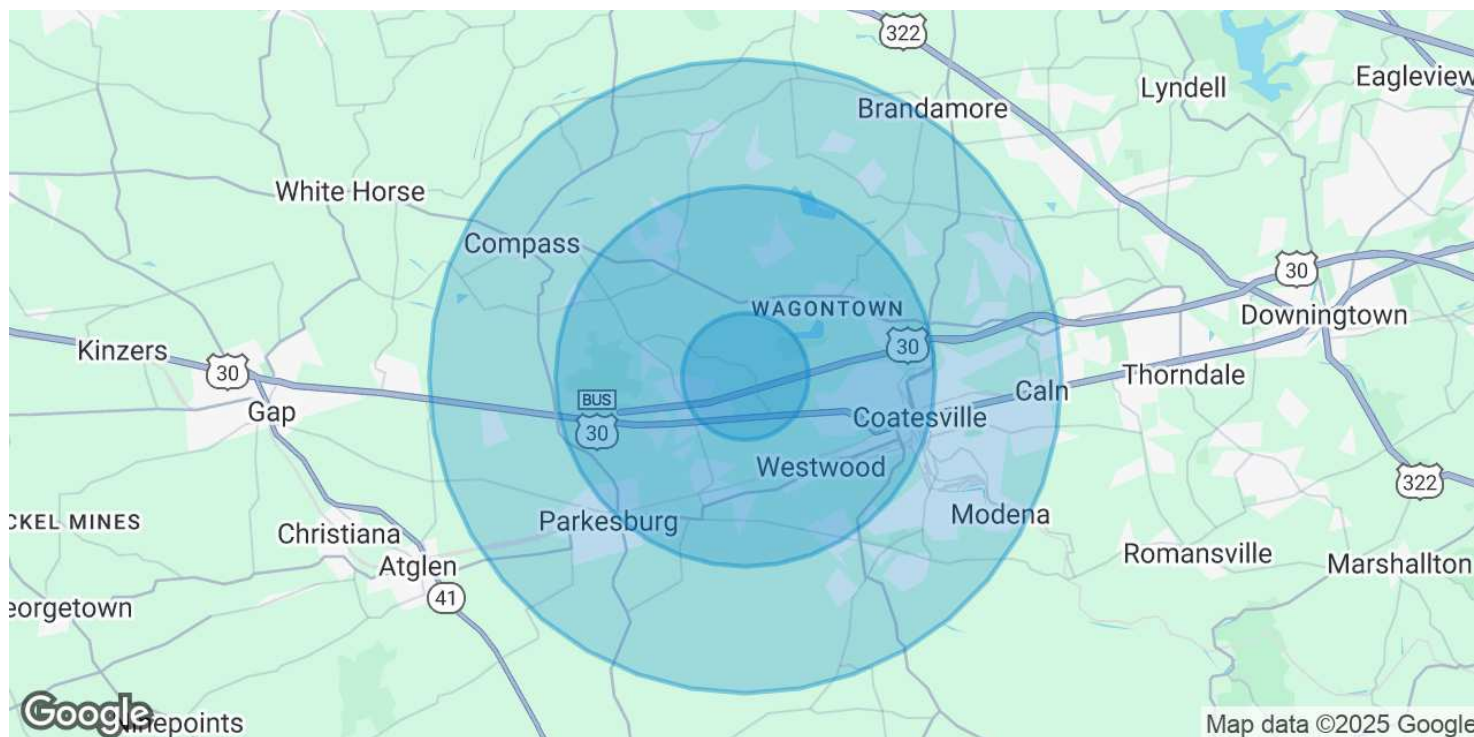 322
Lyndell
Eagleview
Brandamore
White Horse
Compass
30
WAGONTOWN
Downingtown
Kinzers
30
30
Thorndale
Caln
BUS
Gap
30
Coatesville
Westwood
322
CKEL MINES
Parkesburg
Modena
Christiana
Romansville
Marshallton
Atglen
41
eorgetown
Google
Ninepoints
Map data ©2025 Google